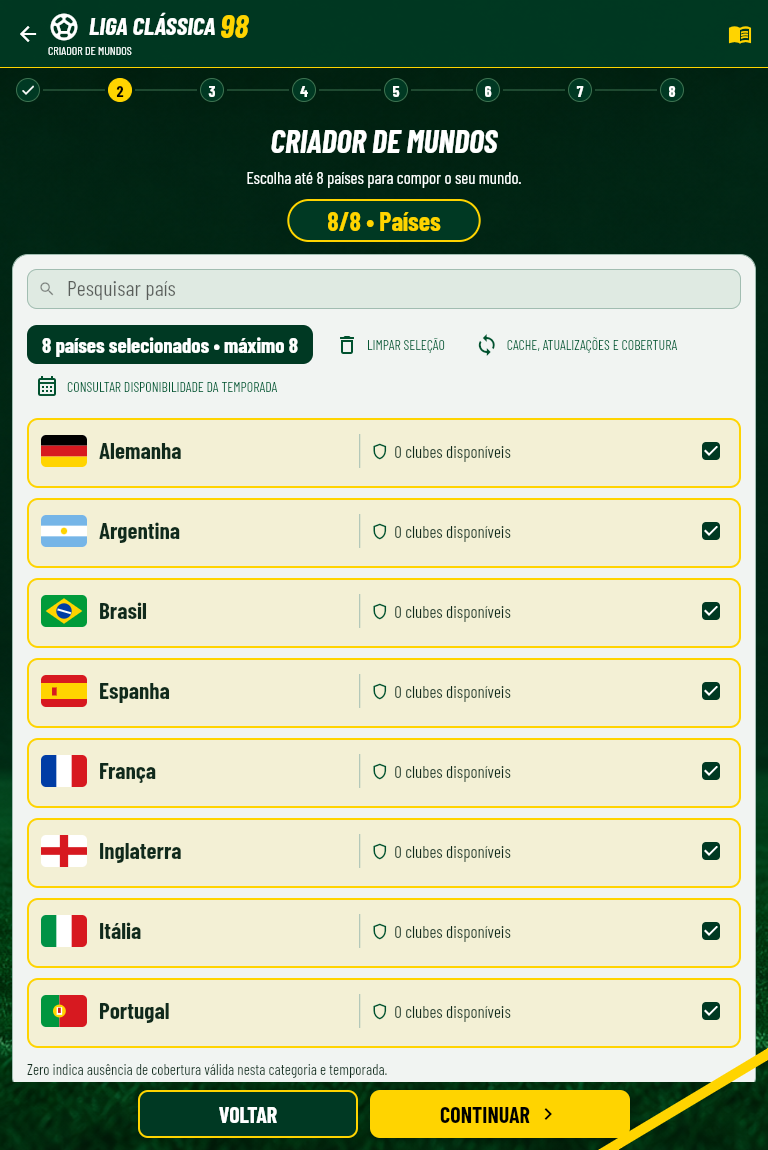 LIGA CLÁSSICA 98
CRIADOR DE MUNDOS
2 3 4 5 6 7 8
CRIADOR DE MUNDOS
Escolha até 8 países para compor o seu mundo.
8/8 • Países
Pesquisar país
8 países selecionados • máximo 8 LIMPAR SELEÇÃO CACHE, ATUALIZAÇÕES E COBERTURA
CONSULTAR DISPONIBILIDADE DA TEMPORADA
Alemanha 0 clubes disponíveis
Argentina 0 clubes disponíveis
Brasil 0 clubes disponíveis
Espanha 0 clubes disponíveis
França 0 clubes disponíveis
Inglaterra 0 clubes disponíveis
Itália 0 clubes disponíveis
Portugal 0 clubes disponíveis
Zero indica ausência de cobertura válida nesta categoria e temporada.
VOLTAR CONTINUAR